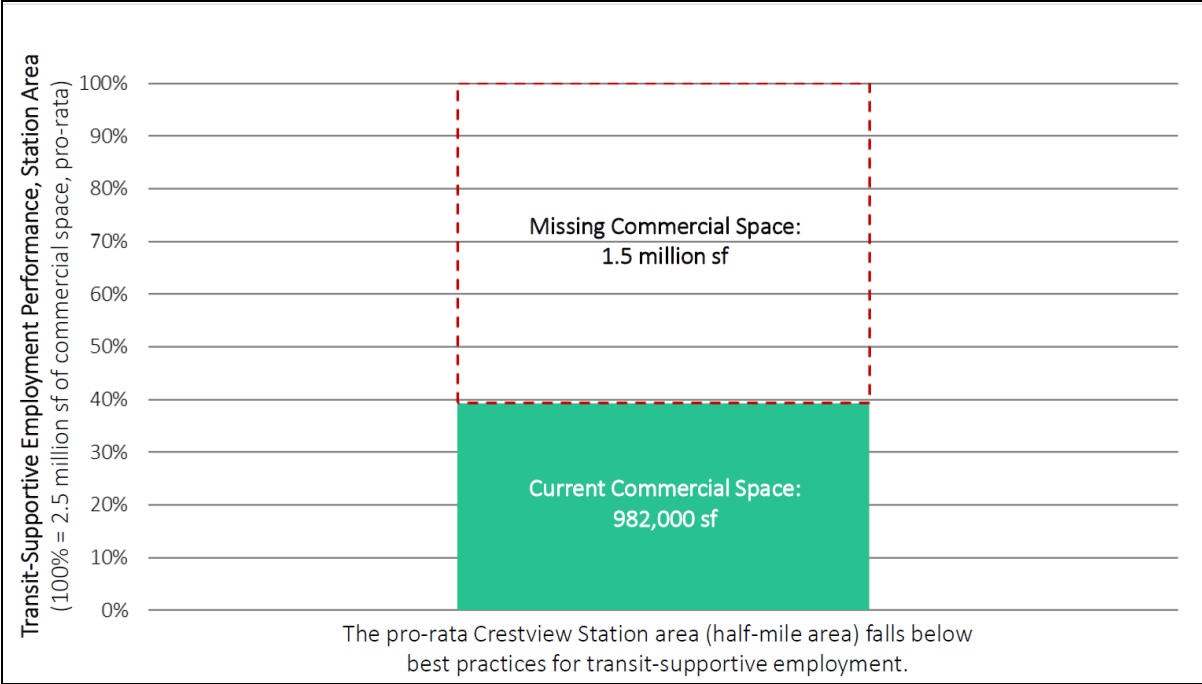 Transit-Supportive Employment Performance, Station Area
(100% = 2.5 million sf of commercial space, pro-rata)
100%
90%
80%
70%
60%
50%
40%
30%
20%
10%
0%
Missing Commercial Space:
1.5 million sf
Current Commercial Space:
982,000 sf
The pro-rata Crestview Station area (half-mile area) falls below
best practices for transit-supportive employment.